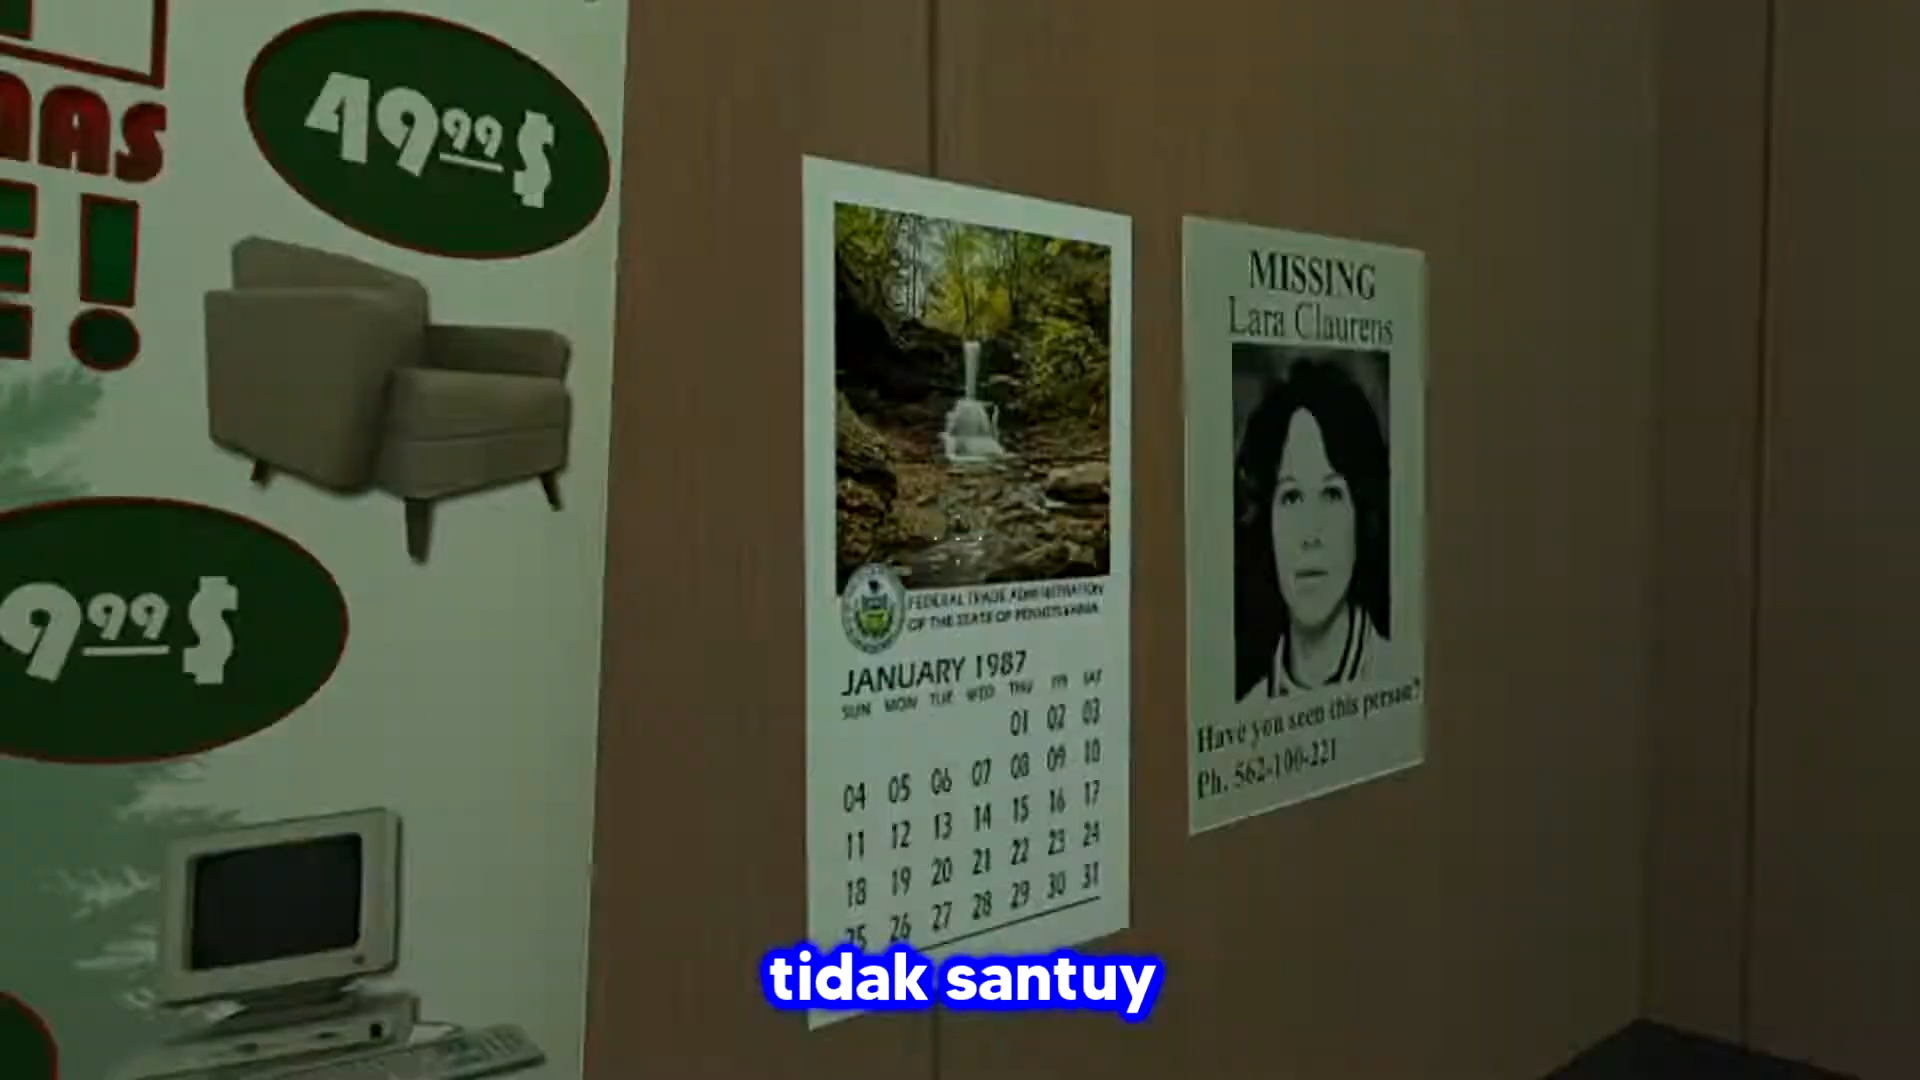 49 99 $
9 99 $
FEDERAL TRADE ADMINISTRATION
OF THE STATE OF PENNSYLVANIA
JANUARY 1987
SUN MON TUE WED THU FRI SAT
01 02 03
04 05 06 07 08 09 10
11 12 13 14 15 16 17
18 19 20 21 22 23 24
25 26 27 28 29 30 31
MISSING
Lara Claurens
Have you seen this person?
Ph. 562-100-221
tidak santuy